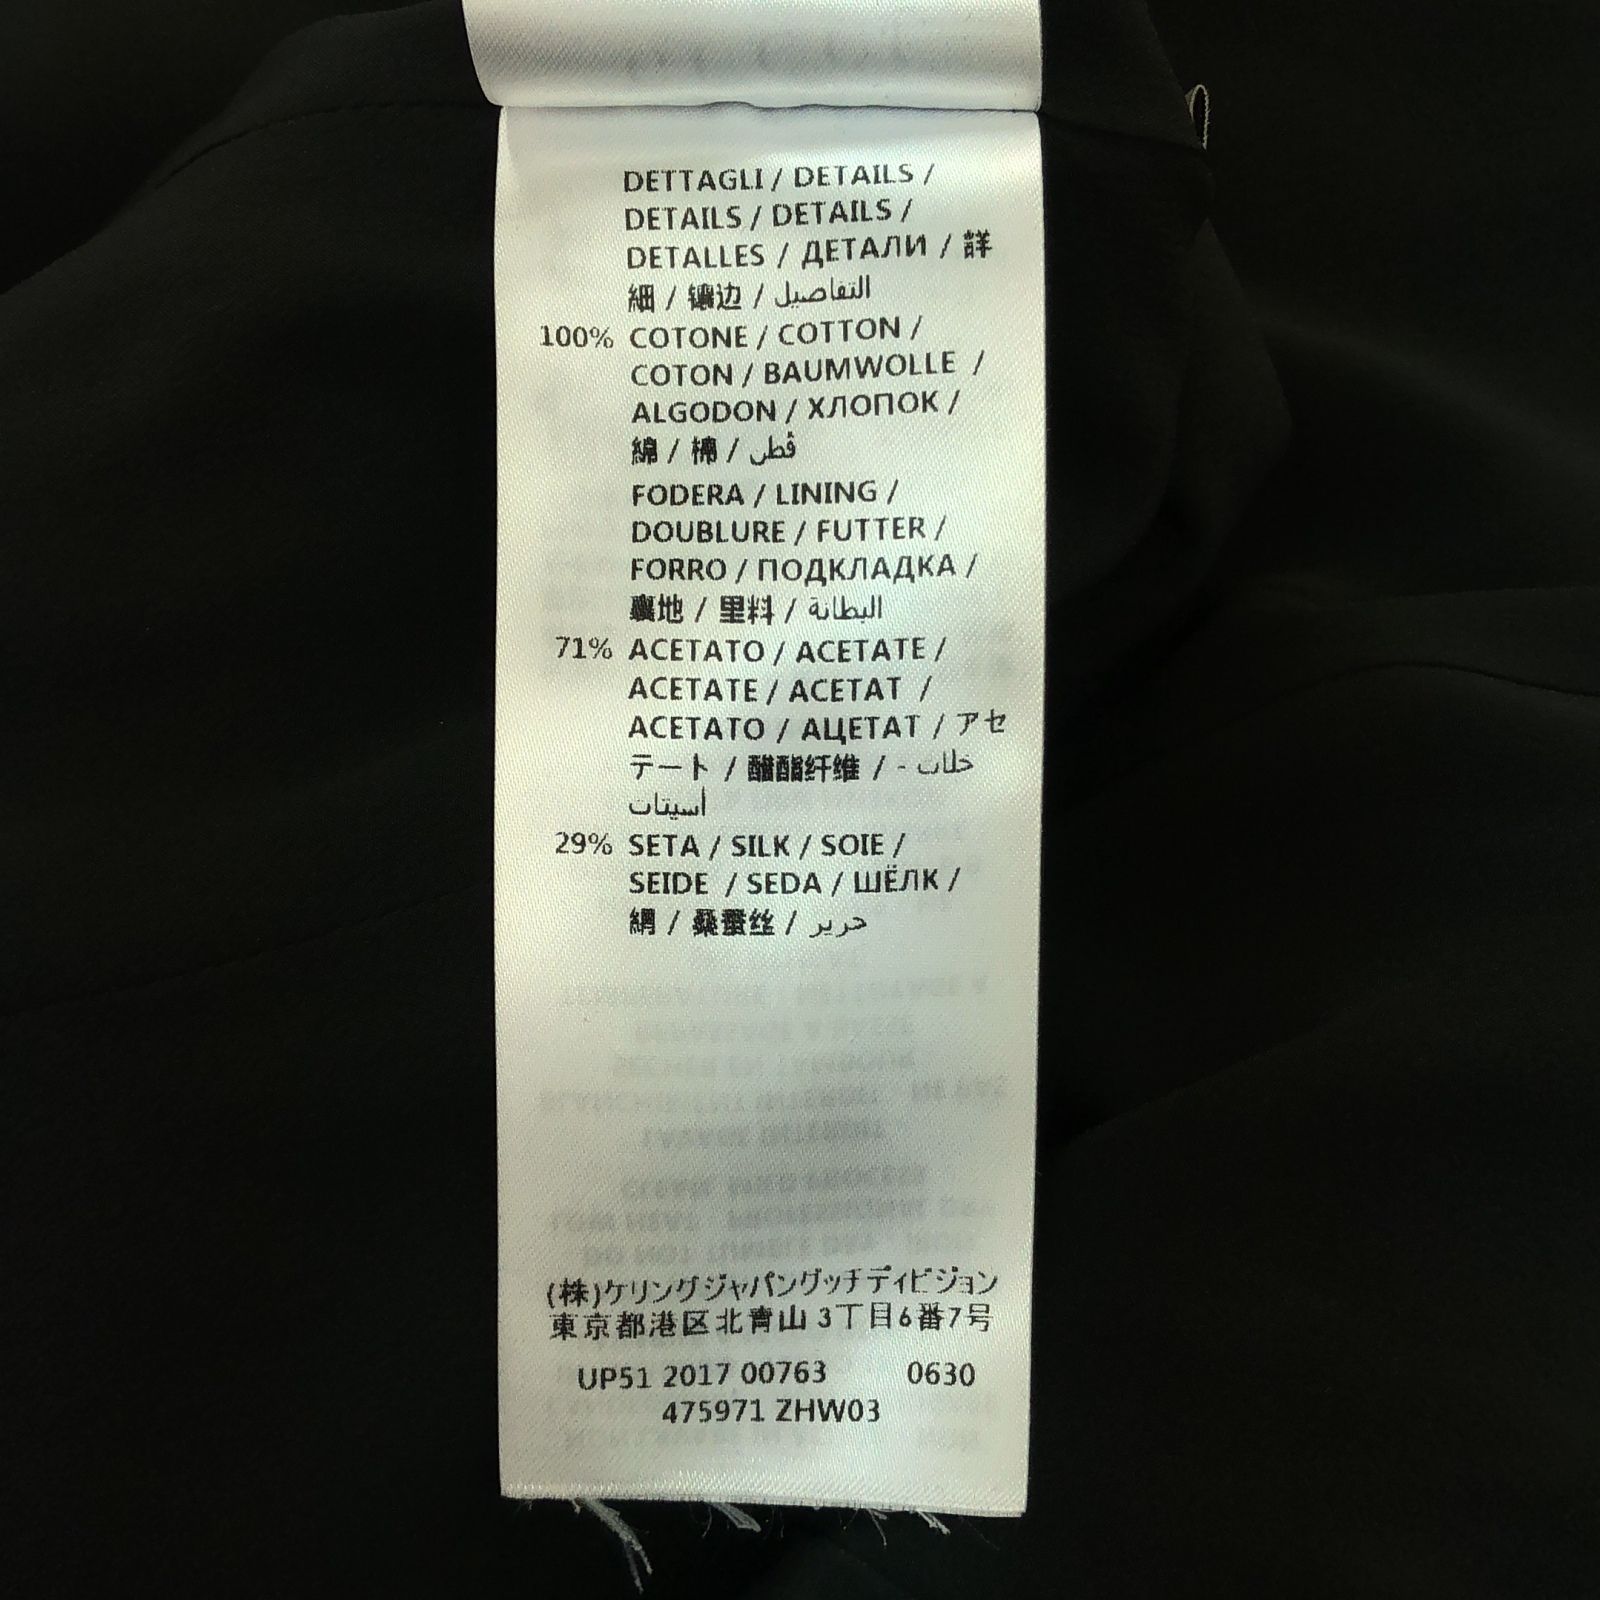 DETTAGLI / DETAILS /
DETAILS / DETAILS /
DETALLES / ДЕТАЛИ / 詳
細 / 镶边 / التفاصيل
100% COTONE / COTTON /
COTON / BAUMWOLLE /
ALGODON / ХЛОПОК /
綿 / 棉 / قطن
FODERA / LINING /
DOUBLURE / FUTTER /
FORRO / ПОДКЛАДКА /
裏地 / 里料 / البطانة
71% ACETATO / ACETATE /
ACETATE / ACETAT /
ACETATO / АЦЕТАТ / アセ
テート / 醋酯纤维 / خلات -
أسيتات
29% SETA / SILK / SOIE /
SEIDE / SEDA / ШЁЛК /
絹 / 桑蚕丝 / حرير
(株)ケリングジャパングッチディビジョン
東京都港区北青山 3丁目6番7号
UP51 2017 00763 0630
475971 ZHW03